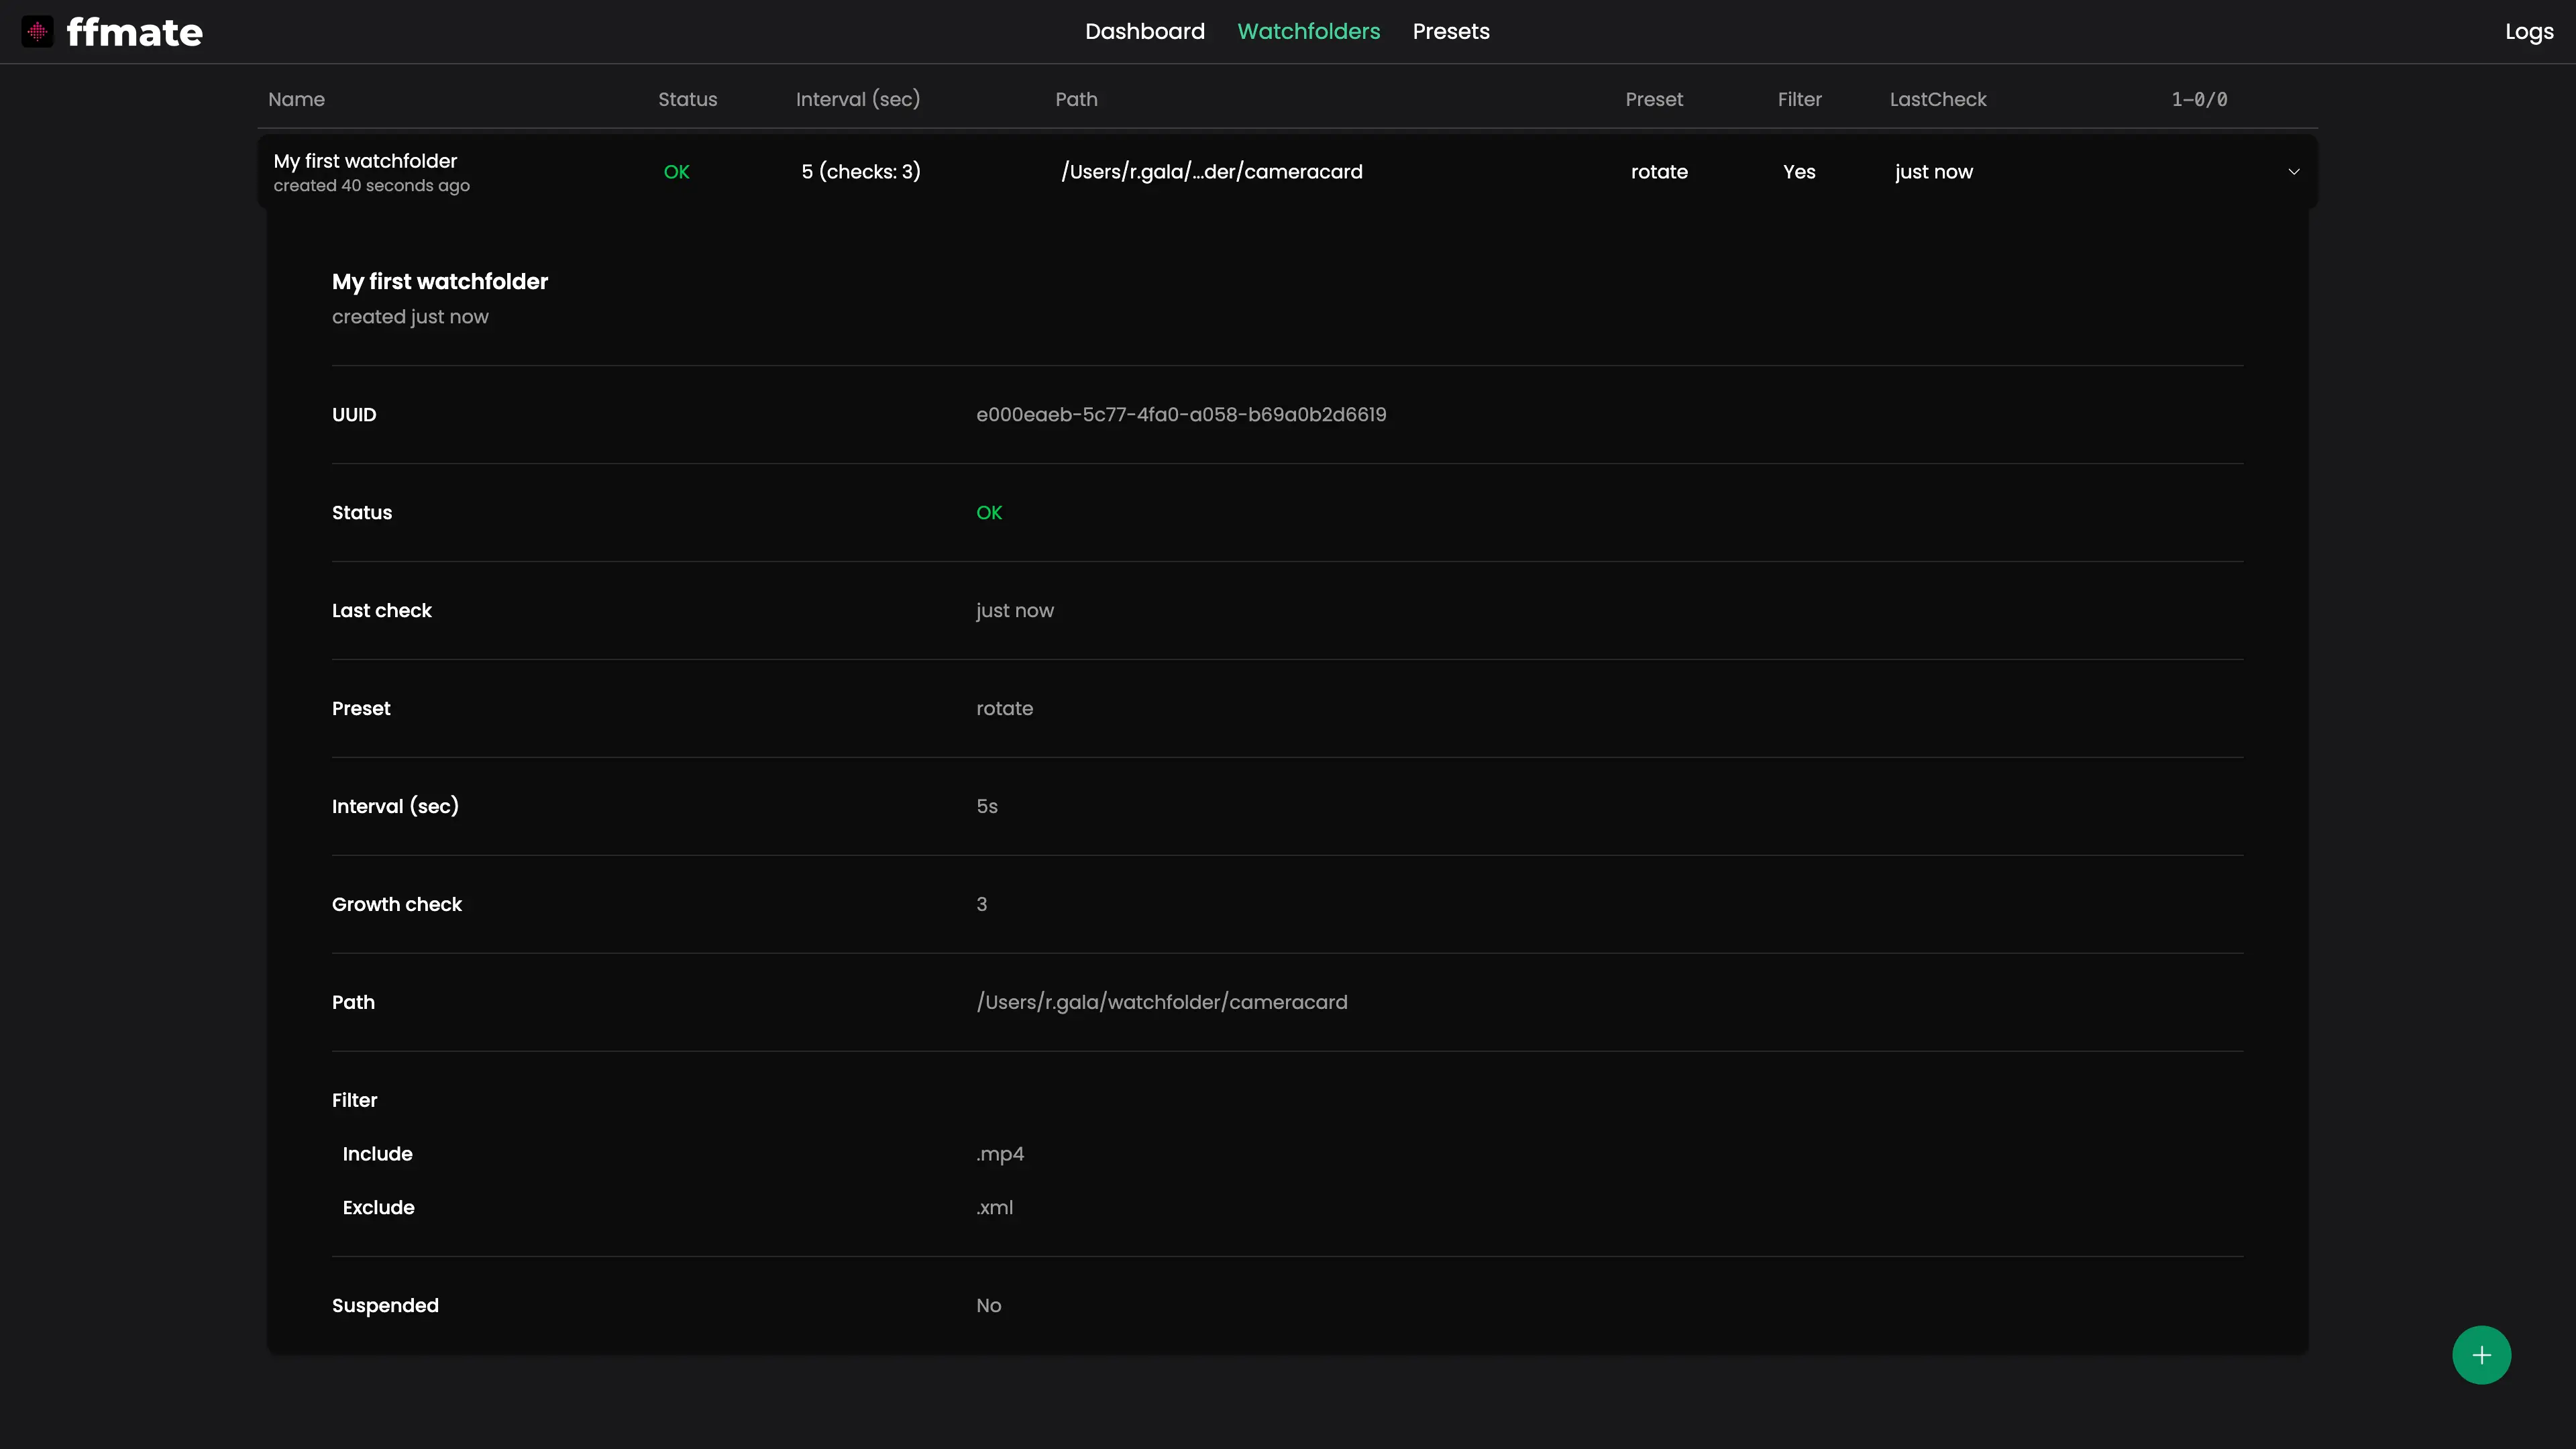 ffmate
Dashboard Watchfolders Presets
Logs
Name Status Interval (sec) Path Preset Filter LastCheck 1–0/0
My first watchfolder
created 40 seconds ago
OK 5 (checks: 3) /Users/r.gala/...der/cameracard rotate Yes just now
My first watchfolder
created just now
UUID e000eaeb-5c77-4fa0-a058-b69a0b2d6619
Status OK
Last check just now
Preset rotate
Interval (sec) 5s
Growth check 3
Path /Users/r.gala/watchfolder/cameracard
Filter
Include .mp4
Exclude .xml
Suspended No